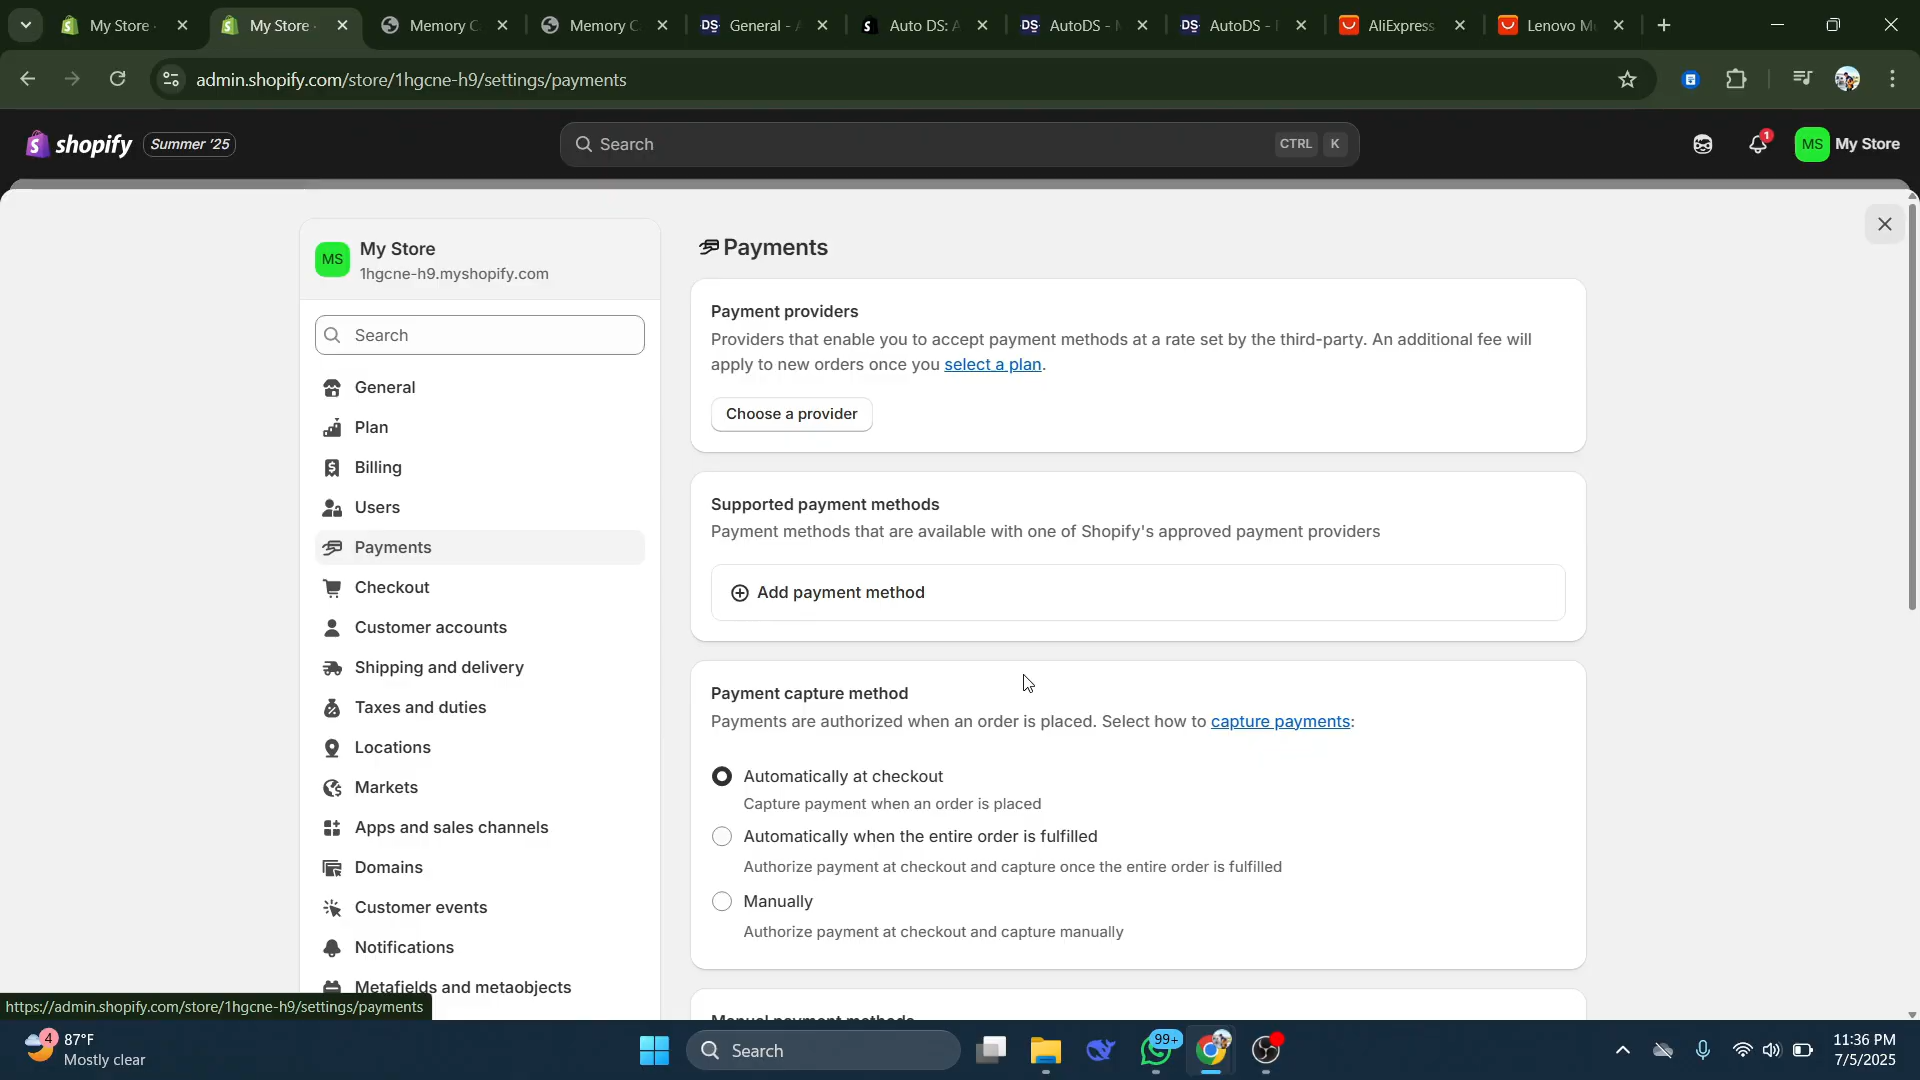 My Store ·
My Store ·
Memory C
Memory C
General - A
Auto DS: A
AutoDS - M
AutoDS - I
AliExpress
Lenovo M
admin.shopify.com/store/1hgcne-h9/settings/payments
shopify
Summer '25
Search
CTRL
K
1
MS
My Store
MS
My Store
1hgcne-h9.myshopify.com
Search
General
Plan
Billing
Users
Payments
Checkout
Customer accounts
Shipping and delivery
Taxes and duties
Locations
Markets
Apps and sales channels
Domains
Customer events
Notifications
Metafields and metaobjects
Payments
Payment providers
Providers that enable you to accept payment methods at a rate set by the third-party. An additional fee will
apply to new orders once you select a plan.
Choose a provider
Supported payment methods
Payment methods that are available with one of Shopify's approved payment providers
Add payment method
Payment capture method
Payments are authorized when an order is placed. Select how to capture payments:
Automatically at checkout
Capture payment when an order is placed
Automatically when the entire order is fulfilled
Authorize payment at checkout and capture once the entire order is fulfilled
Manually
Authorize payment at checkout and capture manually
Manual payment methods
https://admin.shopify.com/store/1hgcne-h9/settings/payments
4
87°F
Mostly clear
Search
99+
11:36 PM
7/5/2025